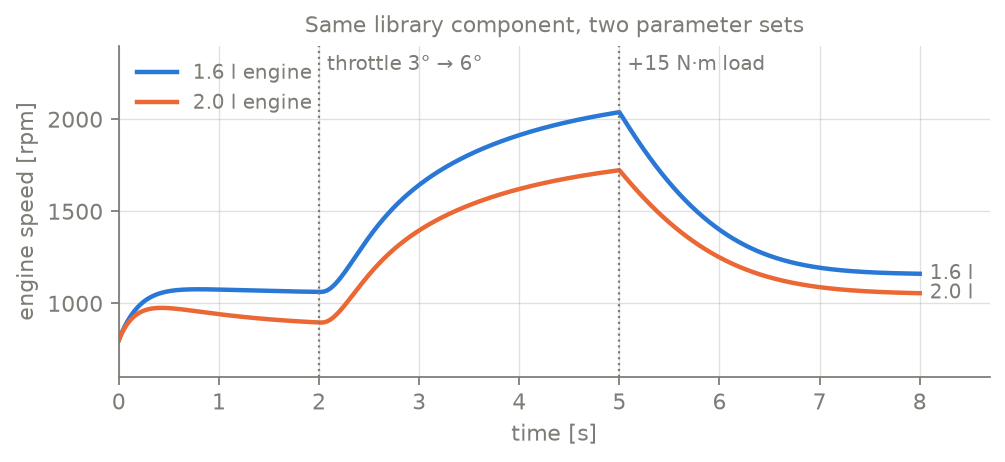 Same library component, two parameter sets
1.6 l engine
2.0 l engine
throttle 3° → 6°
+15 N·m load
engine speed [rpm]
2000
1500
1000
1.6 l
2.0 l
0 1 2 3 4 5 6 7 8
time [s]